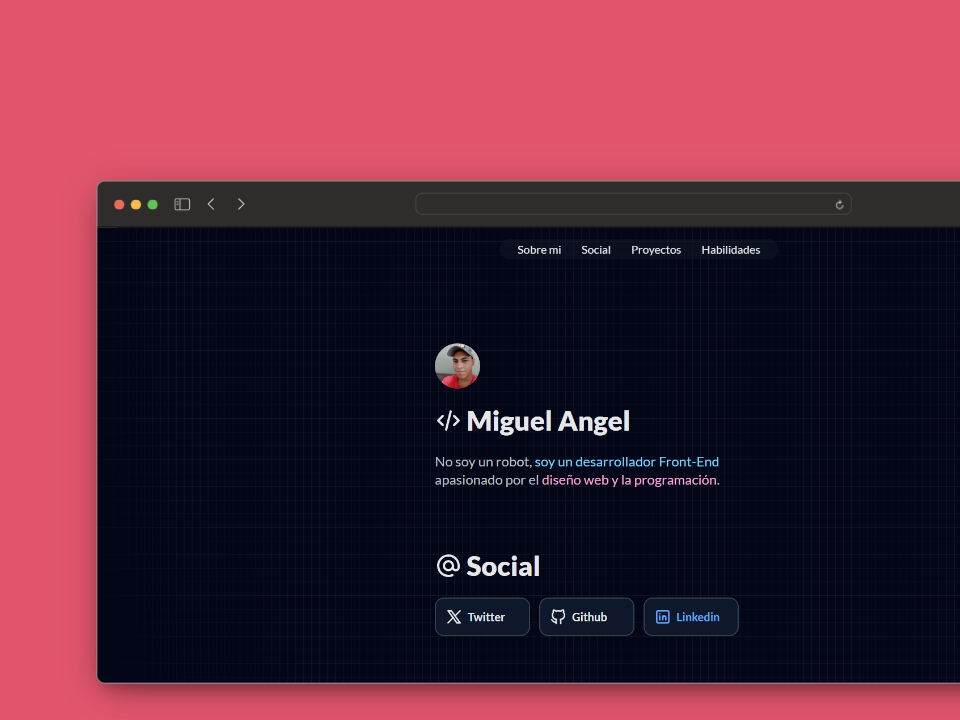 Sobre mi Social Proyectos Habilidades
</> Miguel Angel
No soy un robot, soy un desarrollador Front-End
apasionado por el diseño web y la programación.
@ Social
Twitter Github Linkedin